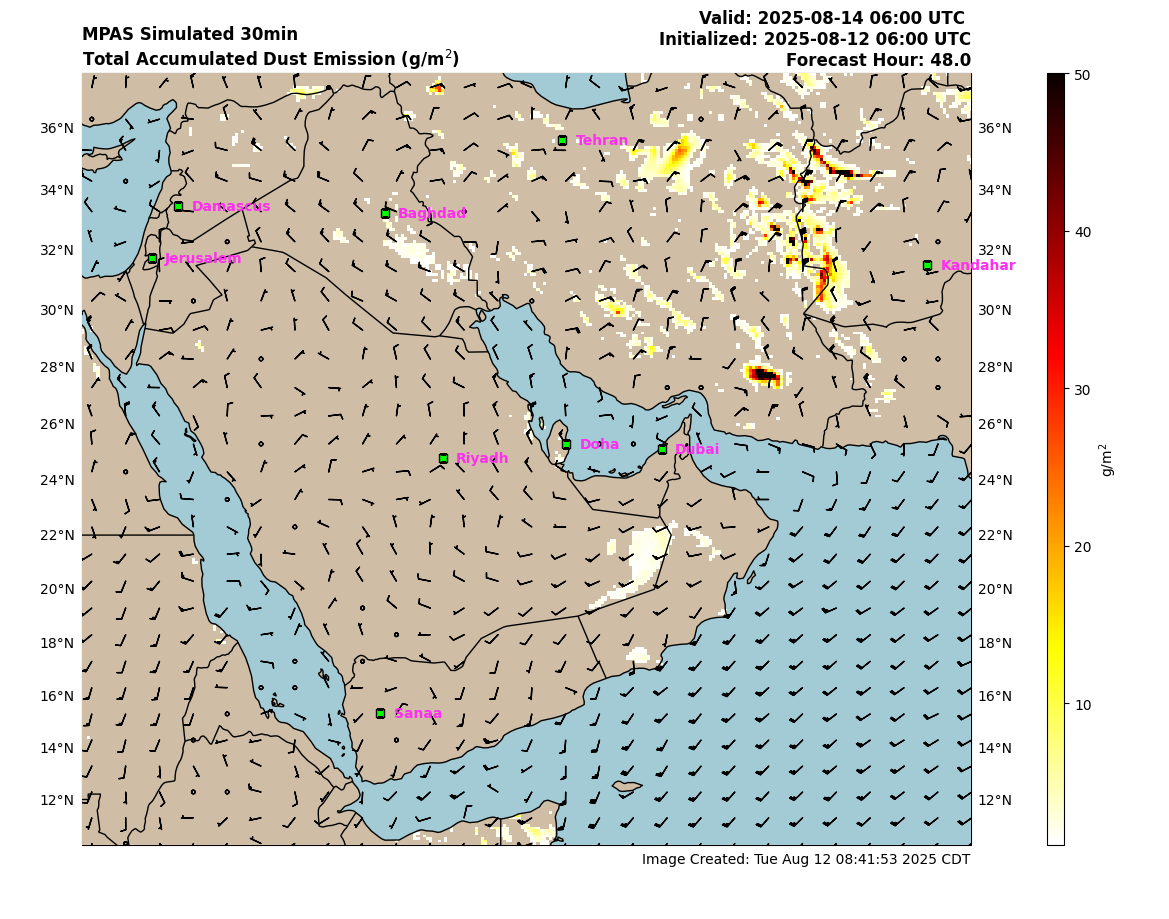 MPAS Simulated 30min
Total Accumulated Dust Emission (g/m²)
Valid: 2025-08-14 06:00 UTC
Initialized: 2025-08-12 06:00 UTC
Forecast Hour: 48.0
36°N
34°N
32°N
30°N
28°N
26°N
24°N
22°N
20°N
18°N
16°N
14°N
12°N
Tehran
Damascus
Baghdad
Jerusalem
Kandahar
Doha
Dubai
Riyadh
Sanaa
36°N
34°N
32°N
30°N
28°N
26°N
24°N
22°N
20°N
18°N
16°N
14°N
12°N
50
40
30
20
10
g/m²
Image Created: Tue Aug 12 08:41:53 2025 CDT